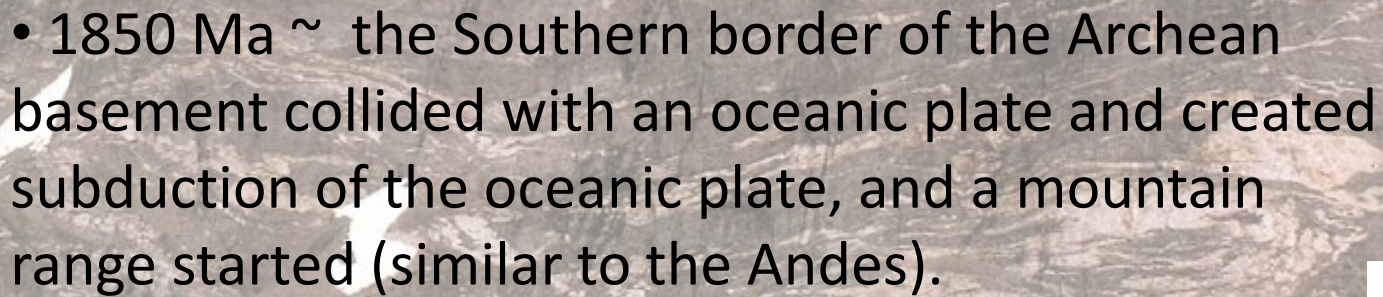 • 1850 Ma ~ the Southern border of the Archean
basement collided with an oceanic plate and created
subduction of the oceanic plate, and a mountain
range started (similar to the Andes).